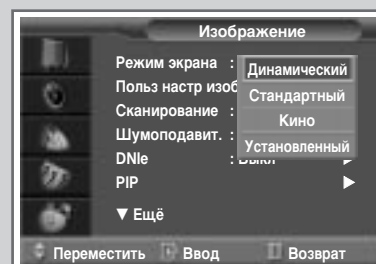 Изображение
Режим экрана : Динамический
Польз настр изоб Стандартный
Сканирование : Кино
Шумоподавит. : Установленный
DNIe : Выкл ▶
PIP ▶
▼ Ещё
Переместить Ввод Возврат